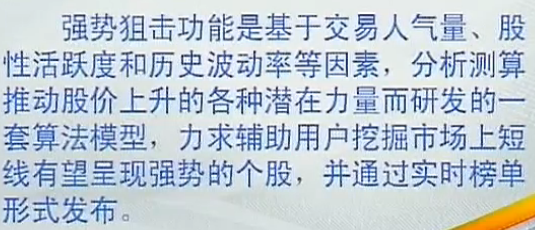 强势狙击功能是基于交易人气量、股
性活跃度和历史波动率等因素，分析测算
推动股价上升的各种潜在力量而研发的一
套算法模型，力求辅助用户挖掘市场上短
线有望呈现强势的个股，并通过实时榜单
形式发布。